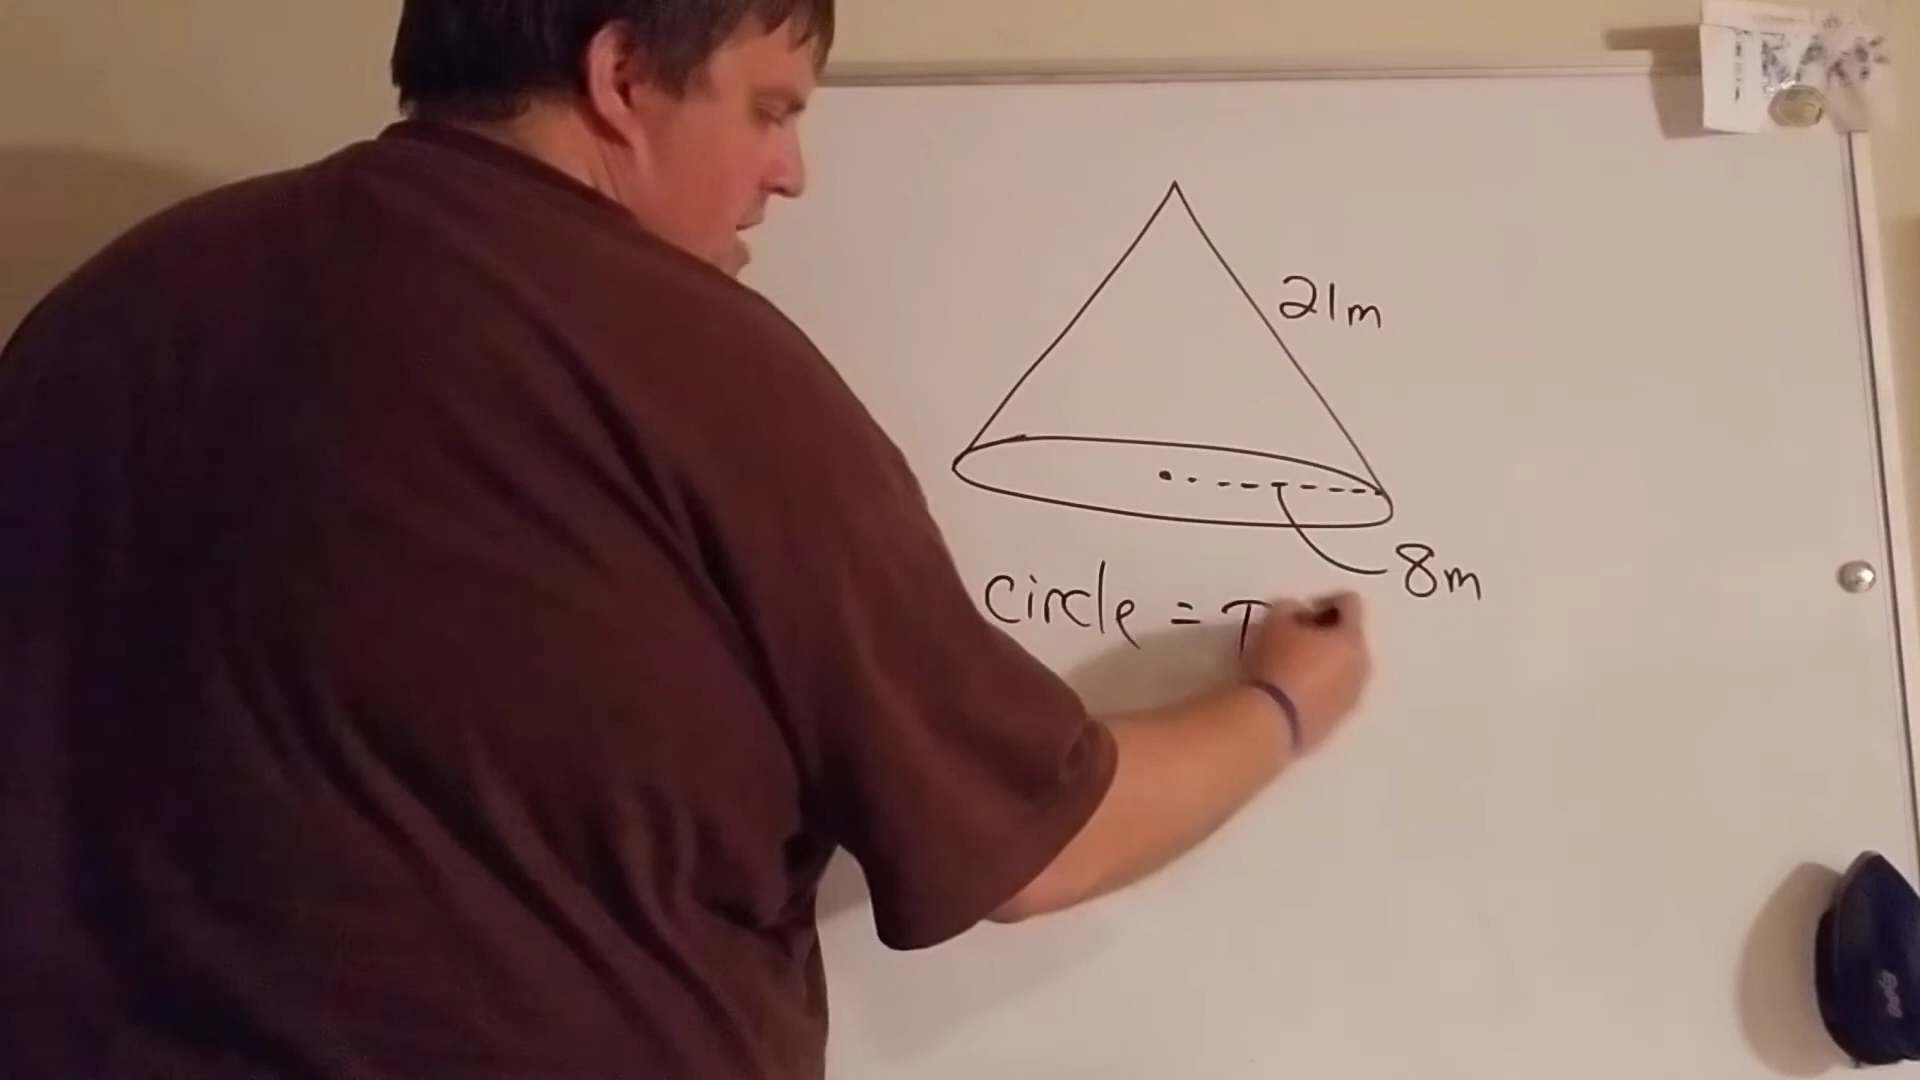 21m
8m
circle = π